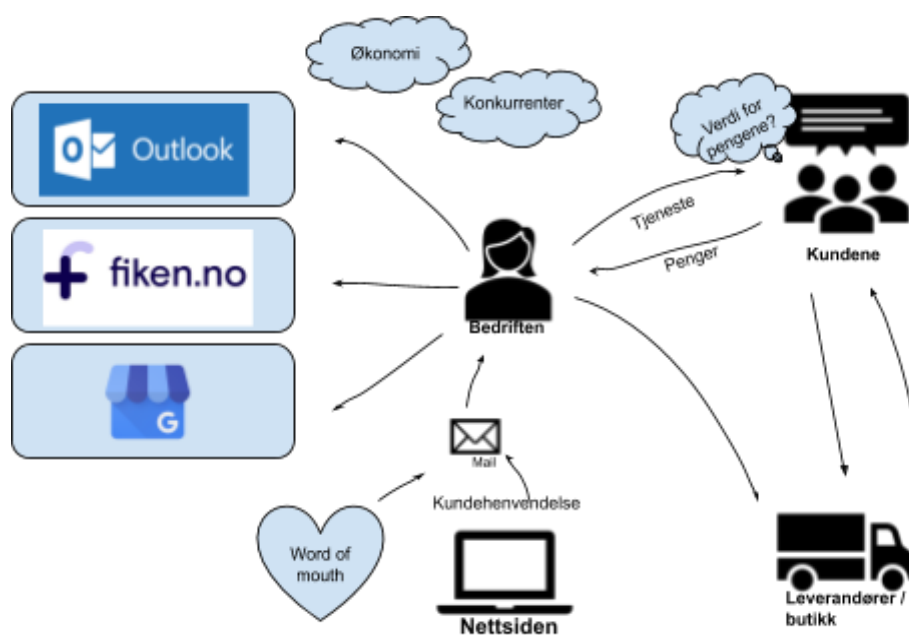 Økonomi
Konkurrenter
Verdi for
pengene?
Outlook
Tjeneste
Penger
Kundene
fiken.no
Bedriften
G
Mail
Kundehenvendelse
Word of
mouth
Nettsiden
Leverandører /
butikk